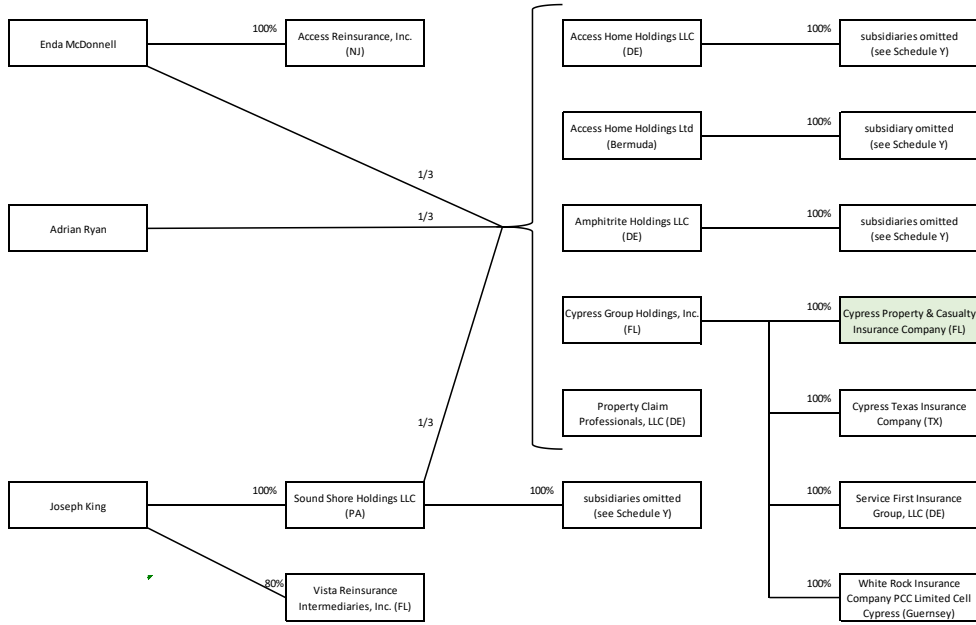 Enda McDonnell
100%
Access Reinsurance, Inc.
(NJ)
Access Home Holdings LLC
(DE)
100%
subsidiaries omitted
(see Schedule Y)
Access Home Holdings Ltd
(Bermuda)
100%
subsidiary omitted
(see Schedule Y)
1/3
Adrian Ryan
1/3
Amphitrite Holdings LLC
(DE)
100%
subsidiaries omitted
(see Schedule Y)
Cypress Group Holdings, Inc.
(FL)
100%
Cypress Property & Casualty
Insurance Company (FL)
1/3
Property Claim
Professionals, LLC (DE)
100%
Cypress Texas Insurance
Company (TX)
Joseph King
100%
Sound Shore Holdings LLC
(PA)
100%
subsidiaries omitted
(see Schedule Y)
100%
Service First Insurance
Group, LLC (DE)
80%
Vista Reinsurance
Intermediaries, Inc. (FL)
100%
White Rock Insurance
Company PCC Limited Cell
Cypress (Guernsey)